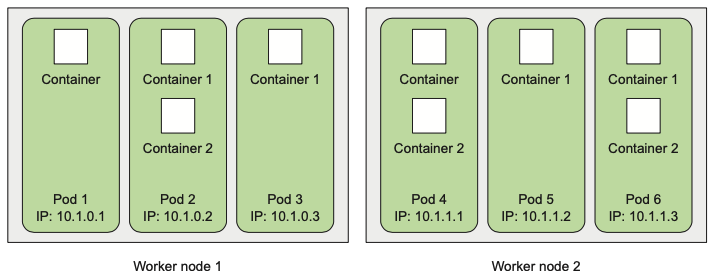 Container
Container 1
Container 1
Container 2
Pod 1
IP: 10.1.0.1
Pod 2
IP: 10.1.0.2
Pod 3
IP: 10.1.0.3
Worker node 1
Container
Container 1
Container 1
Container 2
Container 2
Pod 4
IP: 10.1.1.1
Pod 5
IP: 10.1.1.2
Pod 6
IP: 10.1.1.3
Worker node 2